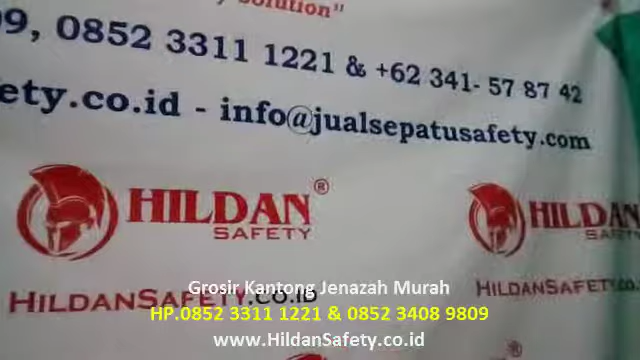 Solution"
09, 0852 3311 1221 & +62 341- 57 87 42
ety.co.id - info@jualsepatusafety.com
HILDAN®
SAFETY
HILDANSAFETY.CO.ID
HILDAN
SAFETY
HILDANSAFETY.CO
Grosir Kantong Jenazah Murah
HP.0852 3311 1221 & 0852 3408 9809
www.HildanSafety.co.id